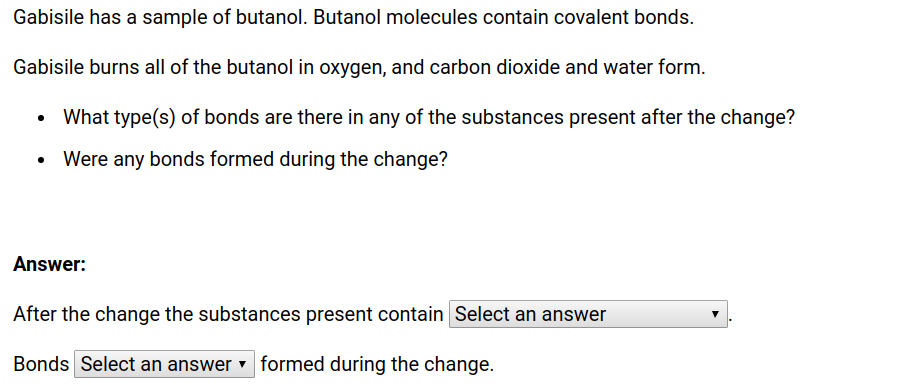 Gabisile has a sample of butanol. Butanol molecules contain covalent bonds.
Gabisile burns all of the butanol in oxygen, and carbon dioxide and water form.
• What type(s) of bonds are there in any of the substances present after the change?
• Were any bonds formed during the change?
Answer:
After the change the substances present contain Select an answer ▾.
Bonds Select an answer ▾ formed during the change.